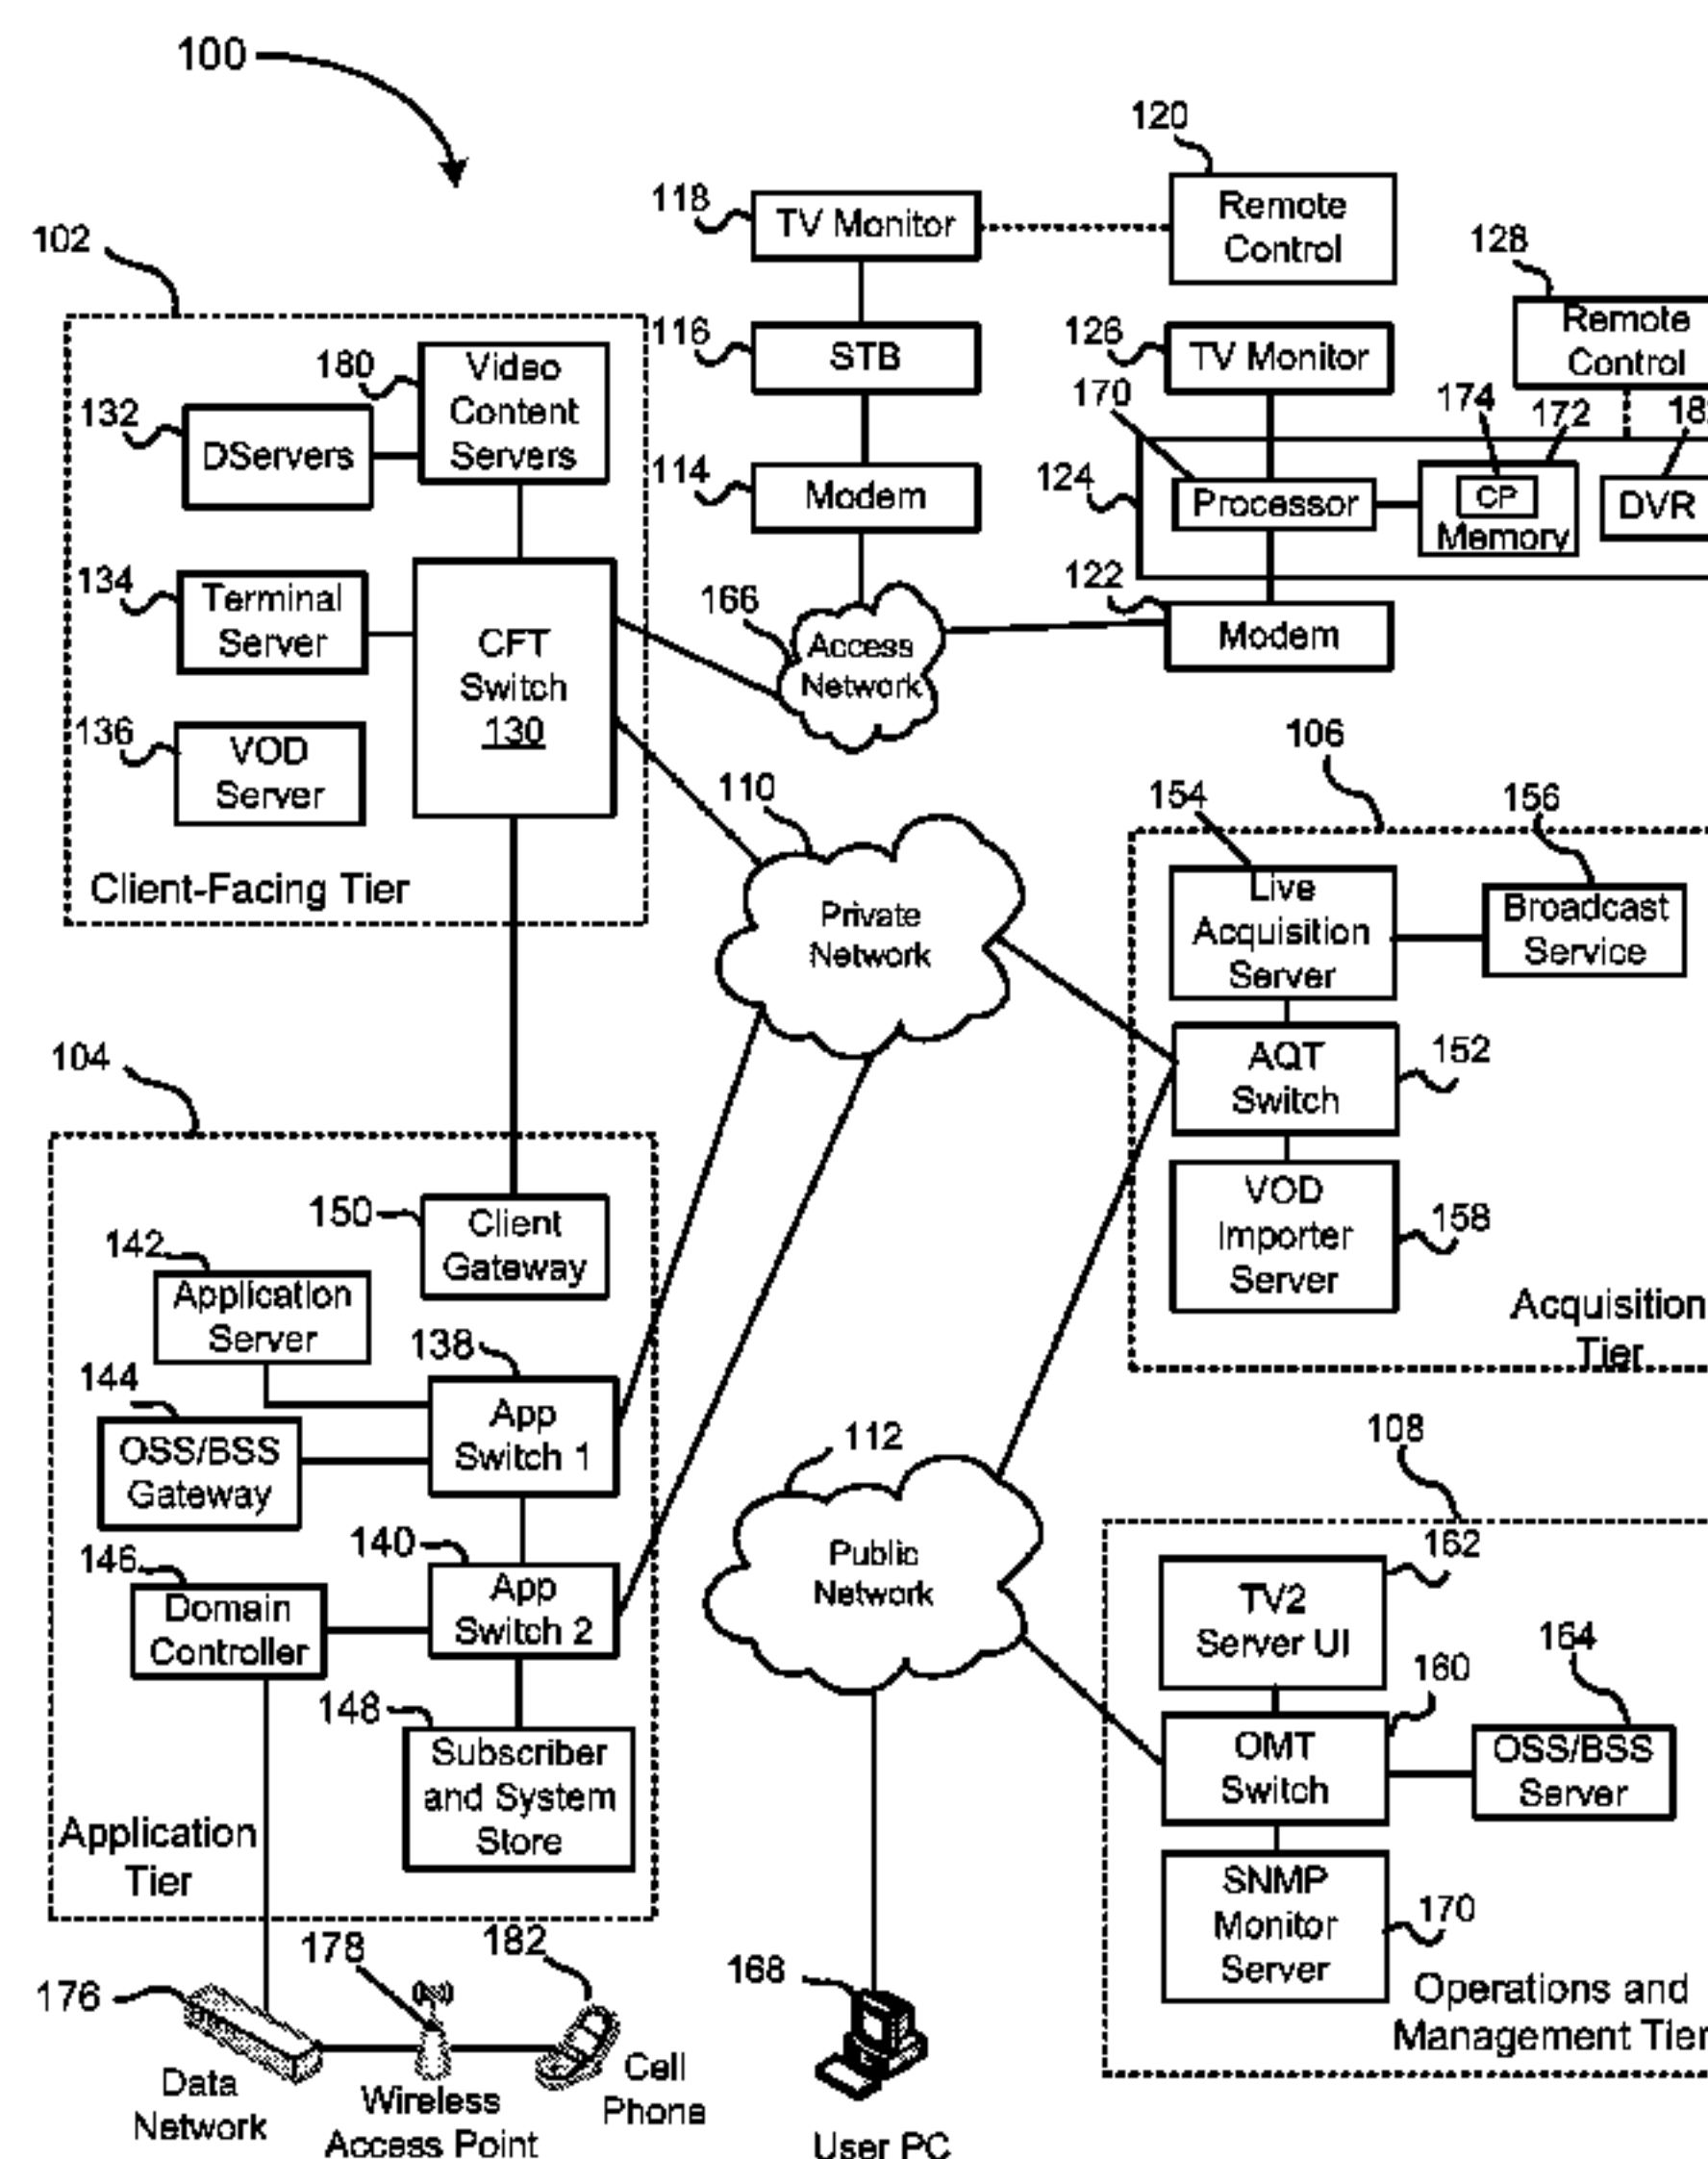 100
120
118
TV Monitor
Remote
Control
128
Remote
Control
102
116
STB
126
TV Monitor
180
Video
Content
Servers
132
DServers
170
174
172
114
Modem
124
Processor
CP
Memory
DVR
134
Terminal
Server
CFT
Switch
130
166
Access
Network
122
Modem
136
VOD
Server
Client-Facing Tier
110
Private
Network
106
154
156
Live
Acquisition
Server
Broadcast
Service
104
AQT
Switch
152
VOD
Importer
Server
158
Acquisition
Tier
150
Client
Gateway
142
Application
Server
138
App
Switch 1
144
OSS/BSS
Gateway
112
Public
Network
108
162
TV2
Server UI
140
App
Switch 2
146
Domain
Controller
160
164
OMT
Switch
OSS/BSS
Server
148
Subscriber
and System
Store
Application
Tier
SNMP
Monitor
Server
170
Operations and
Management Tier
178
182
176
168
Data
Network
Wireless
Access Point
Cell
Phone
User PC